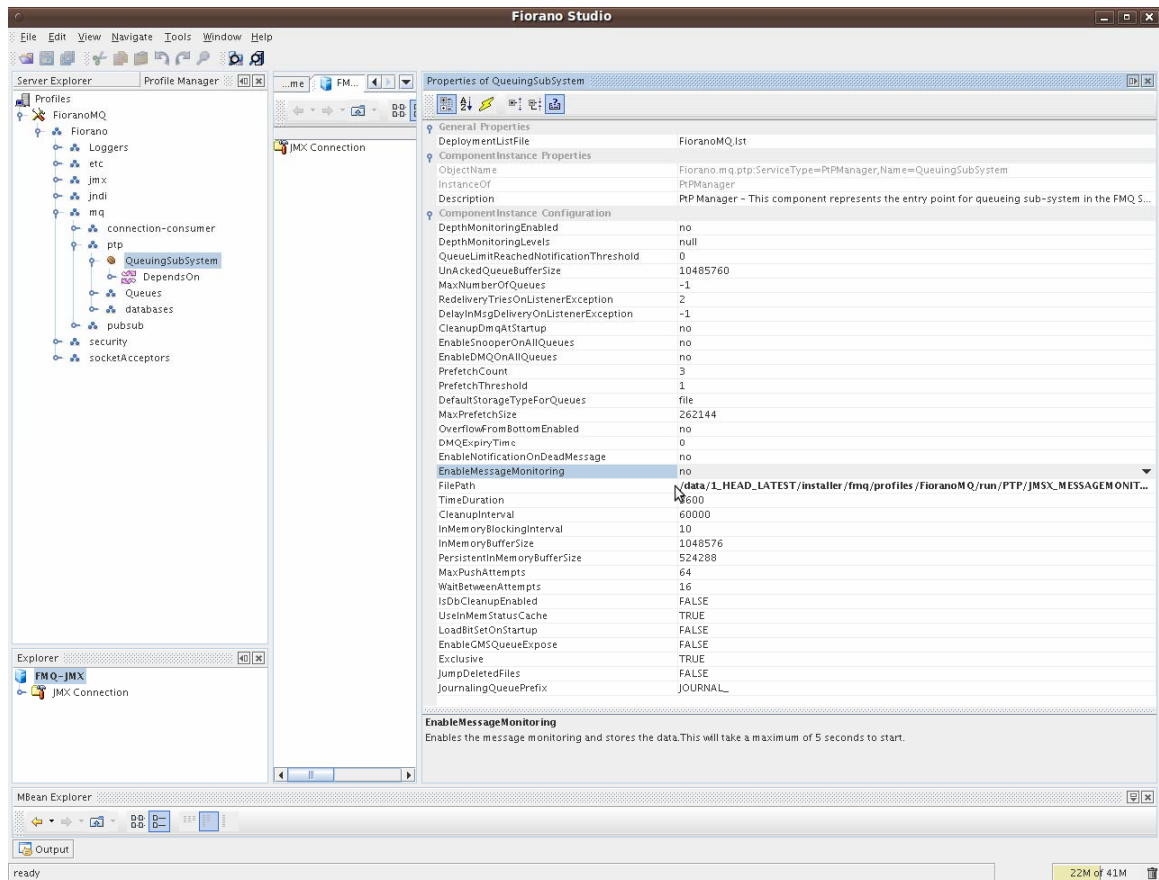 Fiorano Studio
File Edit View Navigate Tools Window Help
Server Explorer Profile Manager
Profiles
FioranoMQ
Fiorano
Loggers
etc
jmx
jndi
mq
connection-consumer
ptp
QueuingSubSystem
DependsOn
Queues
databases
pubsub
security
socketAcceptors
Explorer
FMQ-JMX
JMX Connection
...me FM...
JMX Connection
Properties of QueuingSubSystem
General Properties
DeploymentListFile FioranoMQ.lst
ComponentInstance Properties
ObjectName Fiorano.mq.ptp:ServiceType=PtPManager,Name=QueuingSubSystem
InstanceOf PtPManager
Description PtP Manager - This component represents the entry point for queueing sub-system in the FMQ S...
ComponentInstance Configuration
DepthMonitoringEnabled no
DepthMonitoringLevels null
QueueLimitReachedNotificationThreshold 0
UnAckedQueueBufferSize 10485760
MaxNumberOfQueues -1
RedeliveryTriesOnListenerException 2
DelayInMsgDeliveryOnListenerException -1
CleanupDmqAtStartup no
EnableSnooperOnAllQueues no
EnableDMQOnAllQueues no
PrefetchCount 3
PrefetchThreshold 1
DefaultStorageTypeForQueues file
MaxPrefetchSize 262144
OverflowFromBottomEnabled no
DMQExpiryTime 0
EnableNotificationOnDeadMessage no
EnableMessageMonitoring no
FilePath /data/1_HEAD_LATEST/installer/fmq/profiles/FioranoMQ/run/PTP/JMSX_MESSAGEMONIT...
TimeDuration 3600
CleanupInterval 60000
InMemoryBlockingInterval 10
InMemoryBufferSize 1048576
PersistentInMemoryBufferSize 524288
MaxPushAttempts 64
WaitBetweenAttempts 16
IsDbCleanupEnabled FALSE
UseInMemStatusCache TRUE
LoadBitSetOnStartup FALSE
EnableGMSQueueExpose FALSE
Exclusive TRUE
JumpDeletedFiles FALSE
JournalingQueuePrefix JOURNAL_
EnableMessageMonitoring
Enables the message monitoring and stores the data.This will take a maximum of 5 seconds to start.
MBean Explorer
Output
ready
22M of 41M